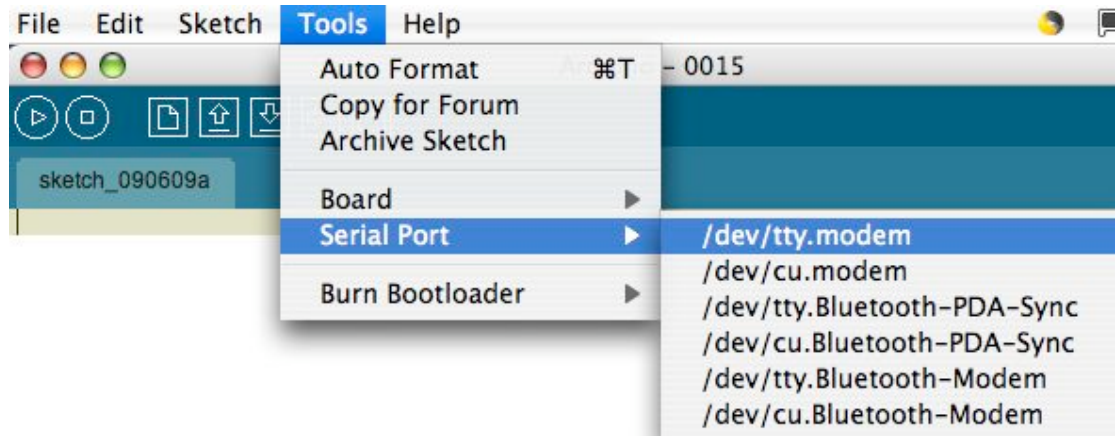 File Edit Sketch Tools Help
- 0015
sketch_090609a
Auto Format ⌘T
Copy for Forum
Archive Sketch
Board
Serial Port
Burn Bootloader
/dev/tty.modem
/dev/cu.modem
/dev/tty.Bluetooth-PDA-Sync
/dev/cu.Bluetooth-PDA-Sync
/dev/tty.Bluetooth-Modem
/dev/cu.Bluetooth-Modem